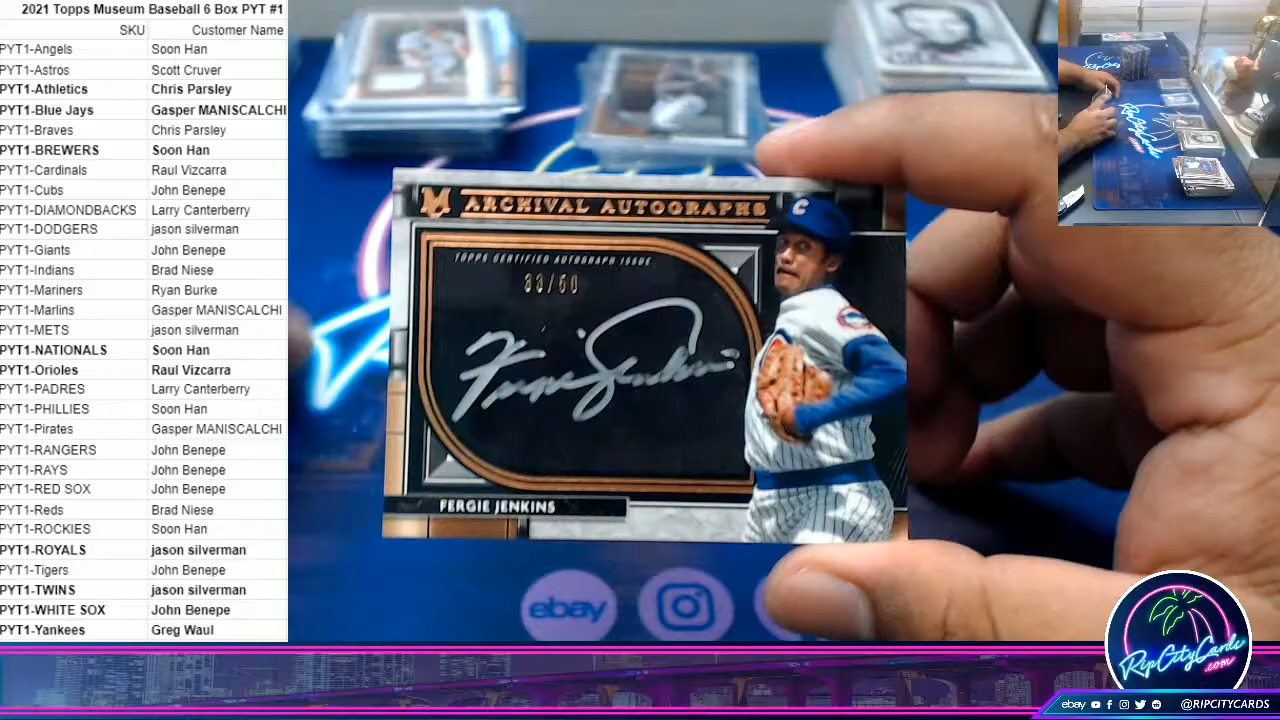 2021 Topps Museum Baseball 6 Box PYT #1
SKU Customer Name
PYT1-Angels Soon Han
PYT1-Astros Scott Cruver
PYT1-Athletics Chris Parsley
PYT1-Blue Jays Gasper MANISCALCHI
PYT1-Braves Chris Parsley
PYT1-BREWERS Soon Han
PYT1-Cardinals Raul Vizcarra
PYT1-Cubs John Benepe
PYT1-DIAMONDBACKS Larry Canterberry
PYT1-DODGERS jason silverman
PYT1-Giants John Benepe
PYT1-Indians Brad Niese
PYT1-Mariners Ryan Burke
PYT1-Marlins Gasper MANISCALCHI
PYT1-METS jason silverman
PYT1-NATIONALS Soon Han
PYT1-Orioles Raul Vizcarra
PYT1-PADRES Larry Canterberry
PYT1-PHILLIES Soon Han
PYT1-Pirates Gasper MANISCALCHI
PYT1-RANGERS John Benepe
PYT1-RAYS John Benepe
PYT1-RED SOX John Benepe
PYT1-Reds Brad Niese
PYT1-ROCKIES Soon Han
PYT1-ROYALS jason silverman
PYT1-Tigers John Benepe
PYT1-TWINS jason silverman
PYT1-WHITE SOX John Benepe
PYT1-Yankees Greg Waul
M ARCHIVAL AUTOGRAPHS
C
TOPPS CERTIFIED AUTOGRAPH ISSUE
33/50
Fergie Jenkins
FERGIE JENKINS
ebay
RipCityCards
.com
ebay @RIPCITYCARDS